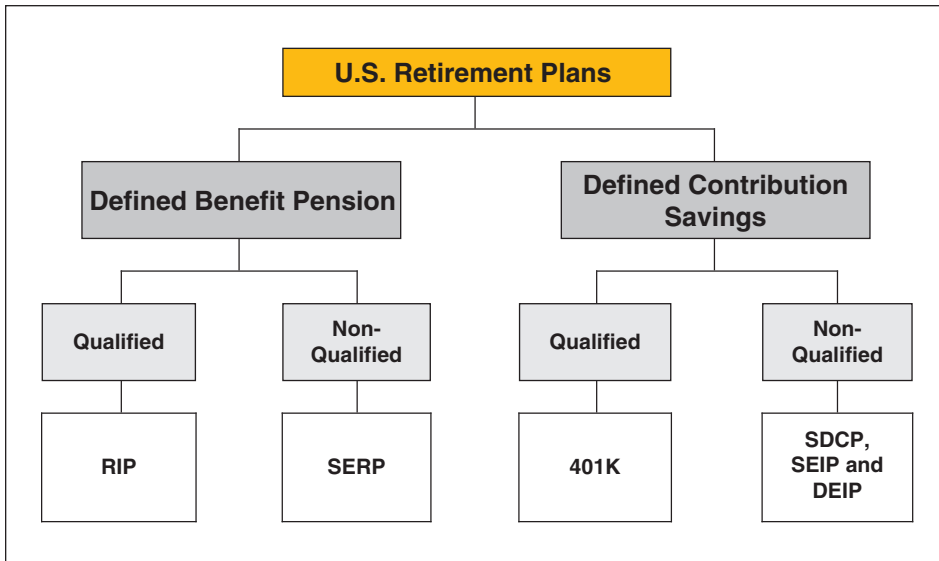 U.S. Retirement Plans
Defined Benefit Pension
Defined Contribution
Savings
Qualified
Non-
Qualified
Qualified
Non-
Qualified
RIP
SERP
401K
SDCP,
SEIP and
DEIP